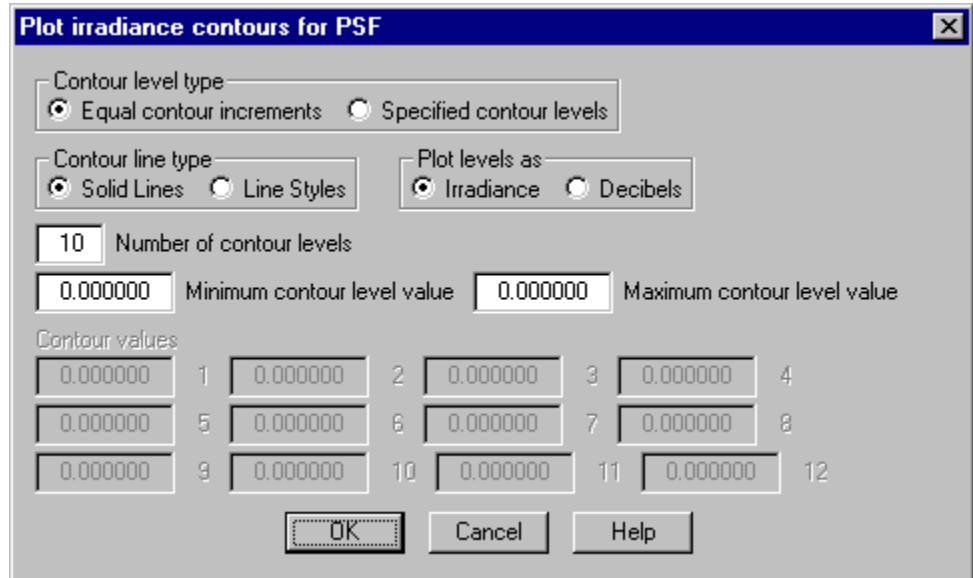 Plot irradiance contours for PSF
Contour level type
Equal contour increments Specified contour levels
Contour line type Plot levels as
Solid Lines Line Styles Irradiance Decibels
10 Number of contour levels
0.000000 Minimum contour level value 0.000000 Maximum contour level value
Contour values
0.000000 1 0.000000 2 0.000000 3 0.000000 4
0.000000 5 0.000000 6 0.000000 7 0.000000 8
0.000000 9 0.000000 10 0.000000 11 0.000000 12
OK Cancel Help